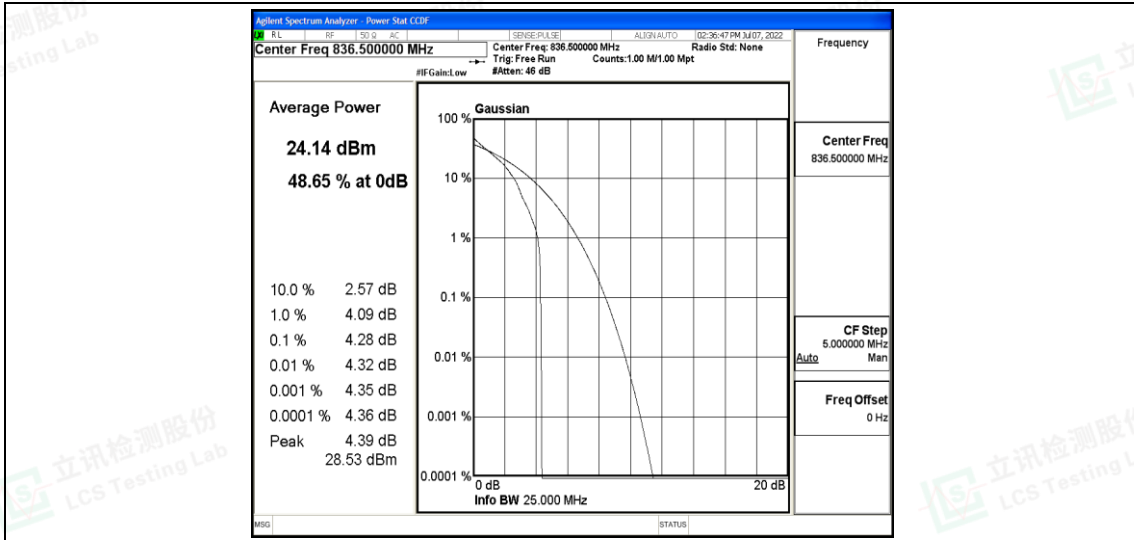 Agilent Spectrum Analyzer - Power Stat CCDF
LXI RL RF 50 Ω AC SENSE:PULSE ALIGN AUTO 02:36:47 PM Jul 07, 2022
Center Freq 836.500000 MHz
Center Freq: 836.500000 MHz Radio Std: None
Trig: Free Run Counts:1.00 M/1.00 Mpt
#IFGain:Low #Atten: 46 dB
Frequency
Average Power
24.14 dBm
48.65 % at 0dB
10.0 % 2.57 dB
1.0 % 4.09 dB
0.1 % 4.28 dB
0.01 % 4.32 dB
0.001 % 4.35 dB
0.0001 % 4.36 dB
Peak 4.39 dB
28.53 dBm
Gaussian
100 %
10 %
1 %
0.1 %
0.01 %
0.001 %
0.0001 %
0 dB 20 dB
Info BW 25.000 MHz
Center Freq
836.500000 MHz
CF Step
5.000000 MHz
Auto Man
Freq Offset
0 Hz
MSG STATUS
立讯检测股份
LCS Testing Lab
立讯检测股份
LCS Testing L